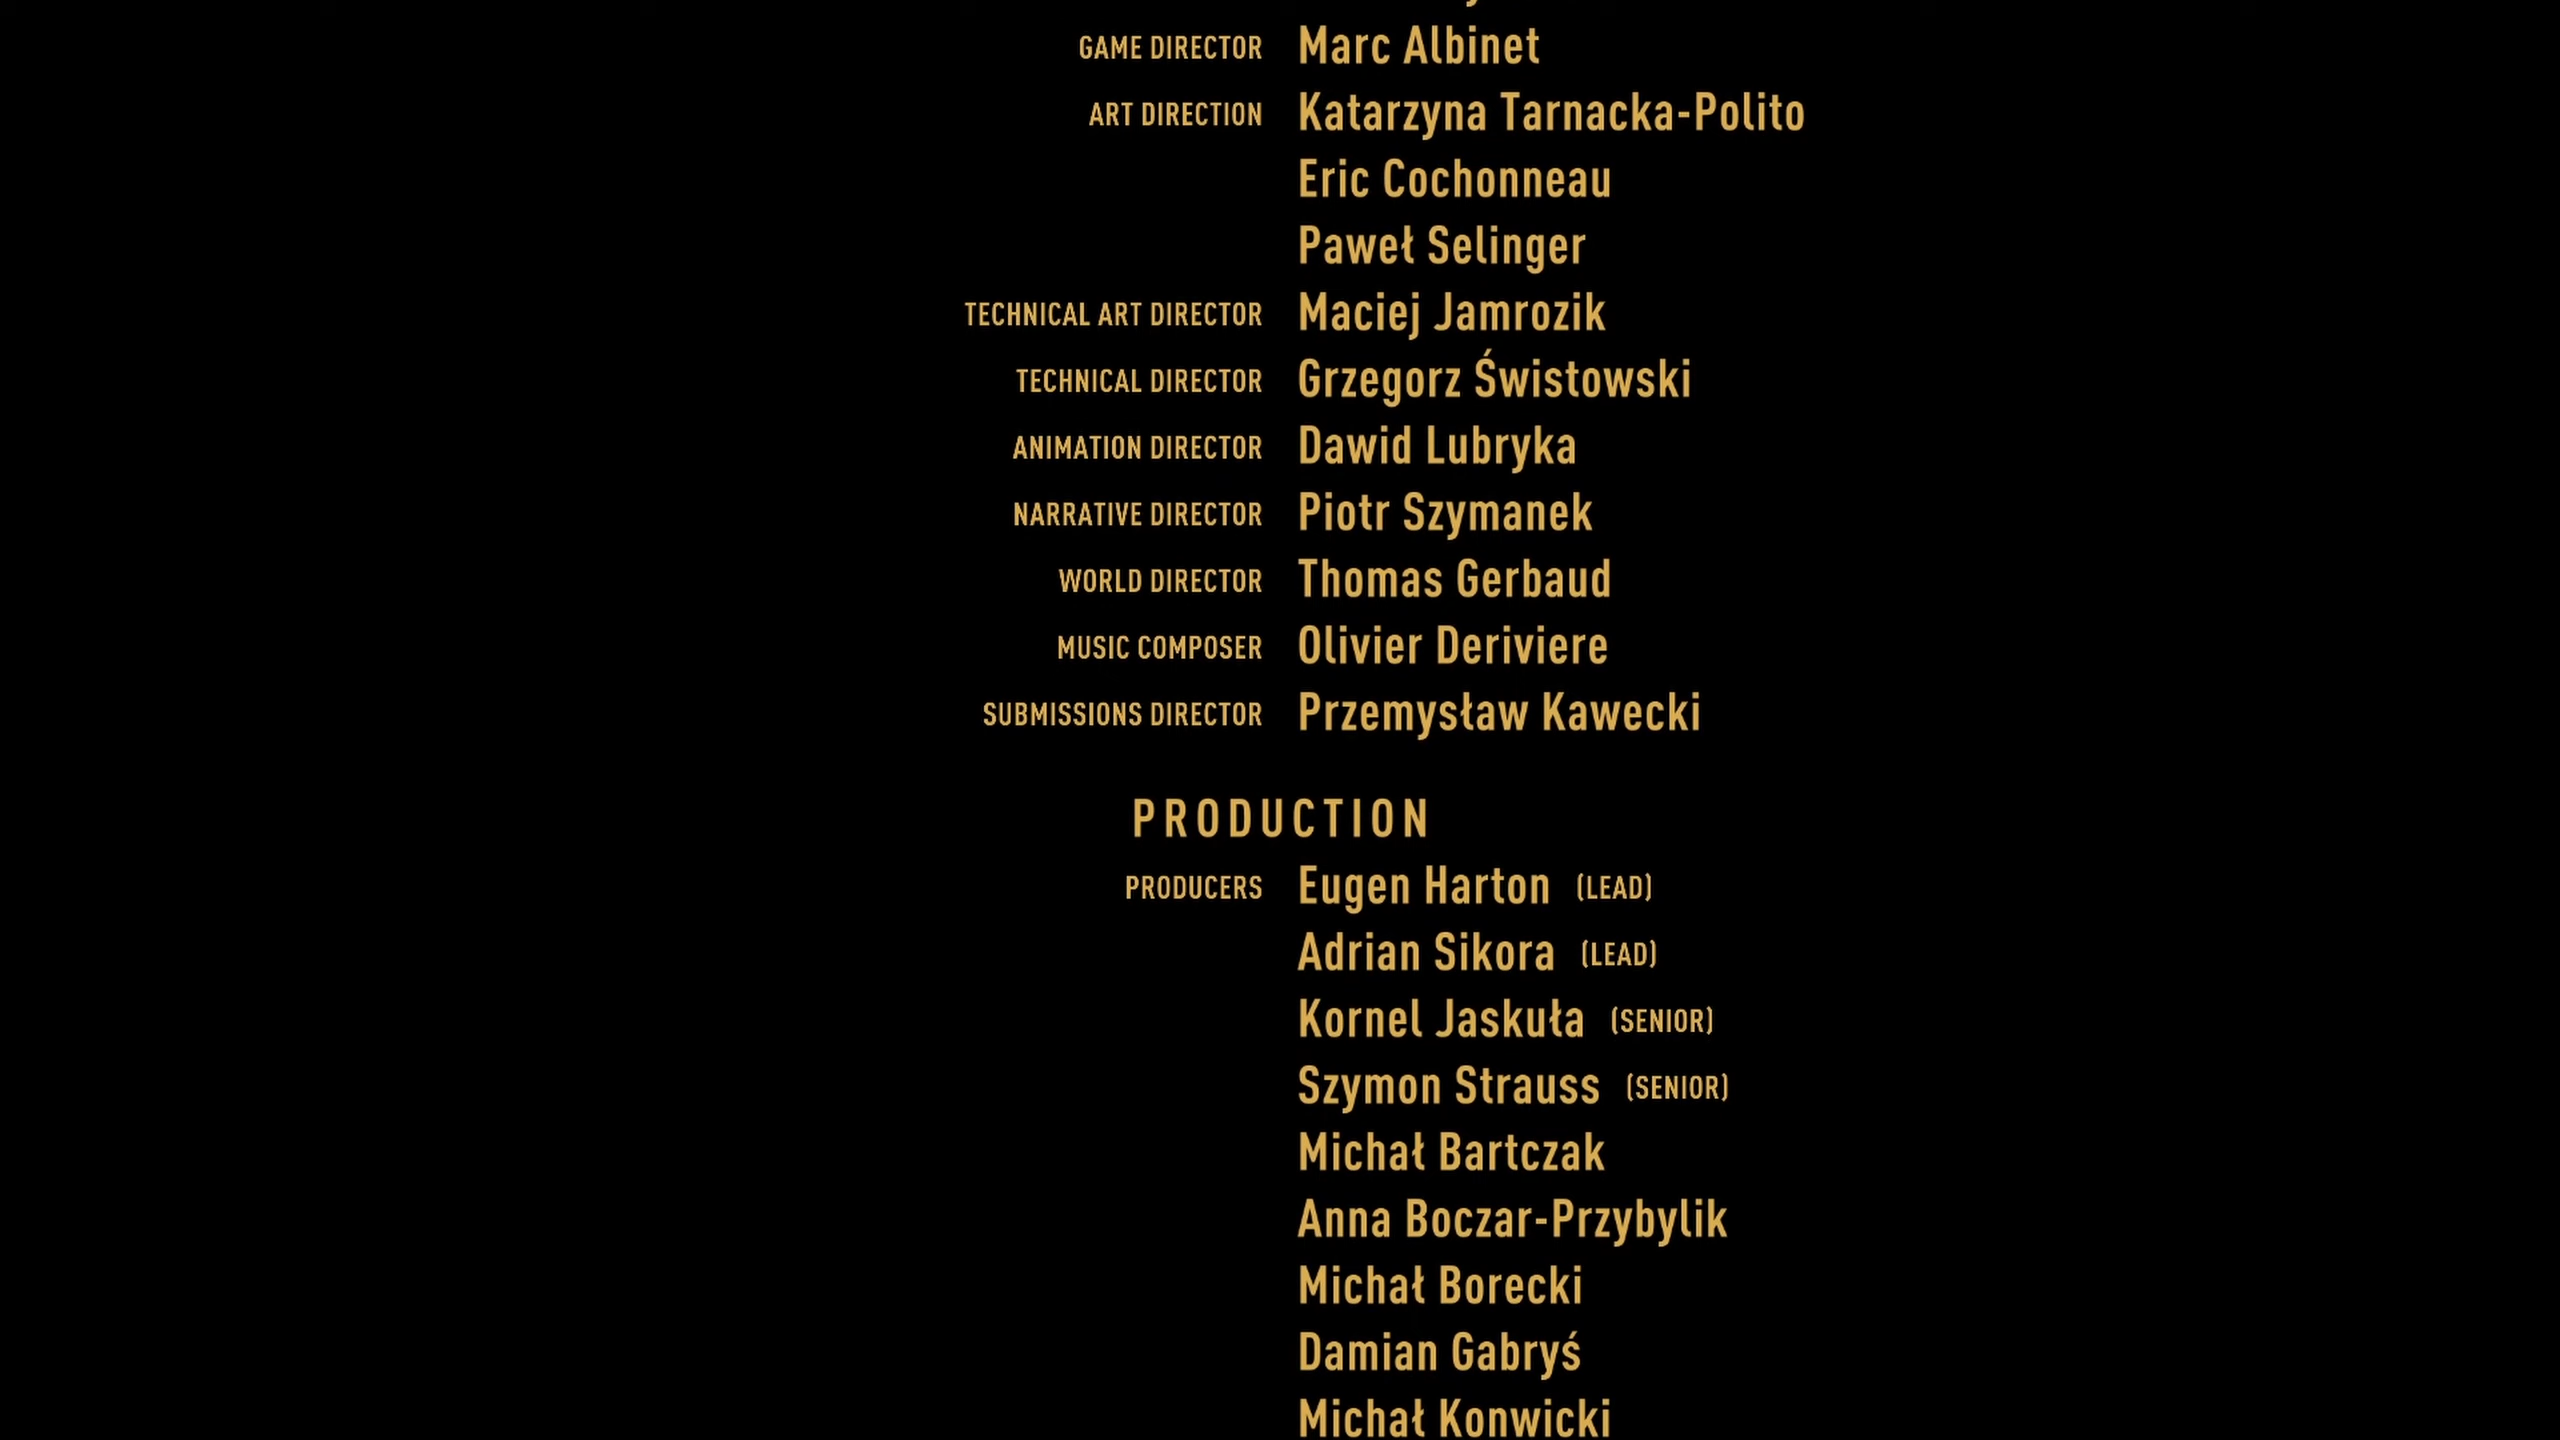 GAME DIRECTOR Marc Albinet
ART DIRECTION Katarzyna Tarnacka-Polito
Eric Cochonneau
Paweł Selinger
TECHNICAL ART DIRECTOR Maciej Jamrozik
TECHNICAL DIRECTOR Grzegorz Świstowski
ANIMATION DIRECTOR Dawid Lubryka
NARRATIVE DIRECTOR Piotr Szymanek
WORLD DIRECTOR Thomas Gerbaud
MUSIC COMPOSER Olivier Deriviere
SUBMISSIONS DIRECTOR Przemysław Kawecki
PRODUCTION
PRODUCERS Eugen Harton (LEAD)
Adrian Sikora (LEAD)
Kornel Jaskuła (SENIOR)
Szymon Strauss (SENIOR)
Michał Bartczak
Anna Boczar-Przybylik
Michał Borecki
Damian Gabryś
Michał Konwicki